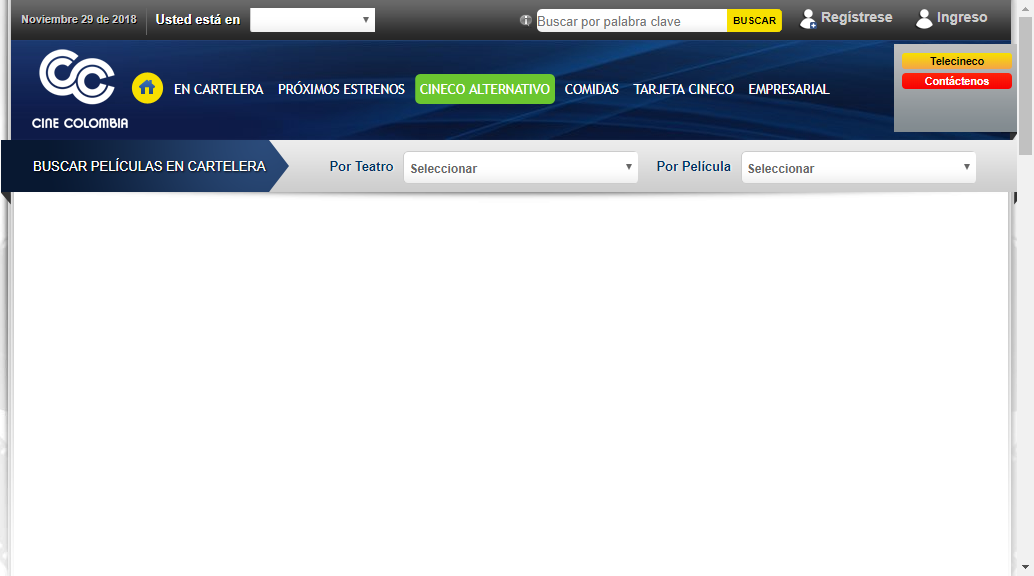 Noviembre 29 de 2018
Usted está en
Buscar por palabra clave
BUSCAR
Regístrese
Ingreso
CINE COLOMBIA
EN CARTELERA
PRÓXIMOS ESTRENOS
CINECO ALTERNATIVO
COMIDAS
TARJETA CINECO
EMPRESARIAL
Telecineco
Contáctenos
BUSCAR PELÍCULAS EN CARTELERA
Por Teatro
Seleccionar
Por Película
Seleccionar